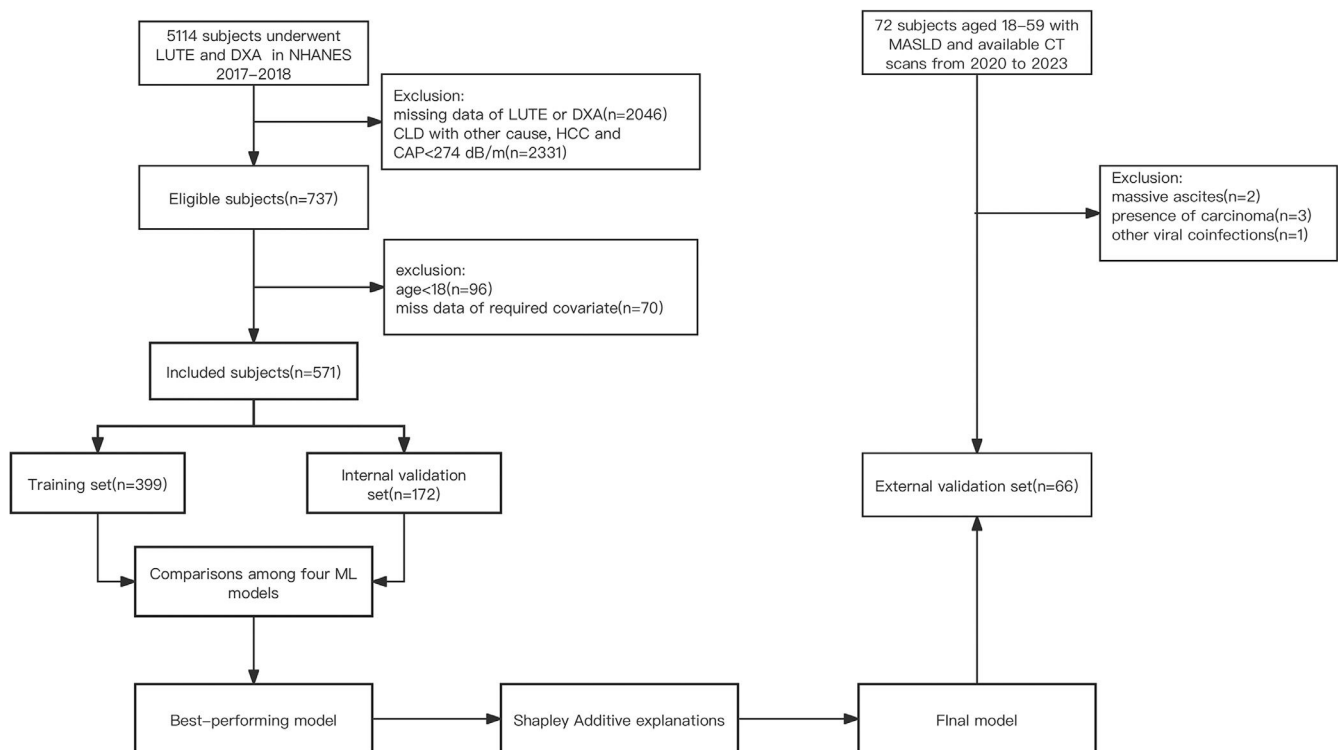 5114 subjects underwent
LUTE and DXA in NHANES
2017–2018
Exclusion:
missing data of LUTE or DXA(n=2046)
CLD with other cause, HCC and
CAP<274 dB/m(n=2331)
Eligible subjects(n=737)
exclusion:
age<18(n=96)
miss data of required covariate(n=70)
Included subjects(n=571)
Training set(n=399)
Internal validation
set(n=172)
Comparisons among four ML
models
Best–performing model
Shapley Additive explanations
FInal model
72 subjects aged 18–59 with
MASLD and available CT
scans from 2020 to 2023
Exclusion:
massive ascites(n=2)
presence of carcinoma(n=3)
other viral coinfections(n=1)
External validation set(n=66)